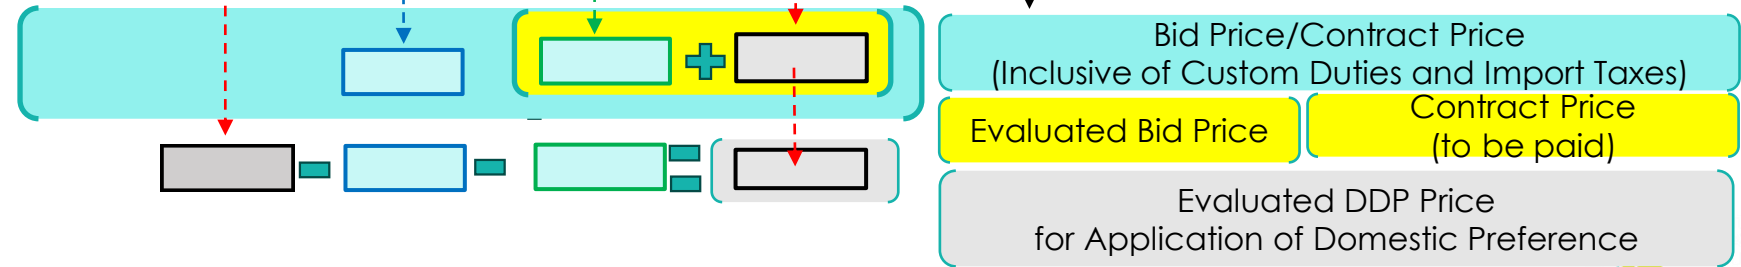 Bid Price/Contract Price
(Inclusive of Custom Duties and Import Taxes)
Evaluated Bid Price
Contract Price
(to be paid)
Evaluated DDP Price
for Application of Domestic Preference